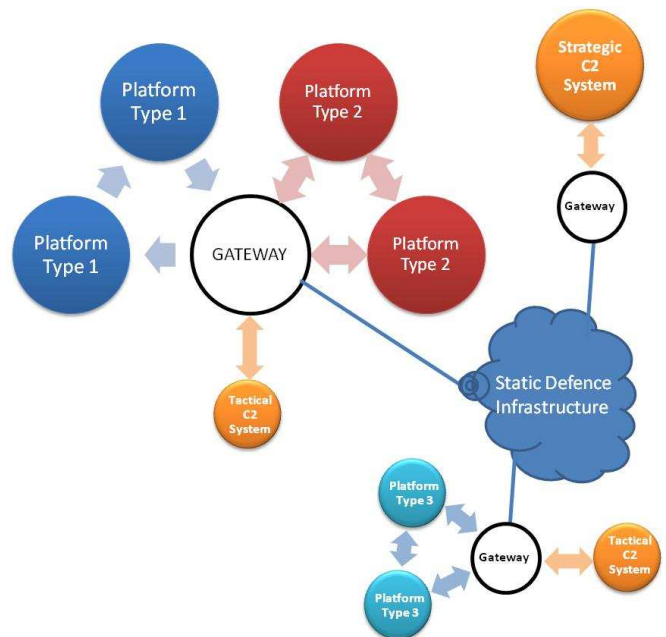 Platform
Type 1
Platform
Type 2
Strategic
C2
System
Platform
Type 1
GATEWAY
Platform
Type 2
Gateway
Static Defence
Infrastructure
Tactical
C2
System
Platform
Type 3
Gateway
Tactical
C2
System
Platform
Type 3